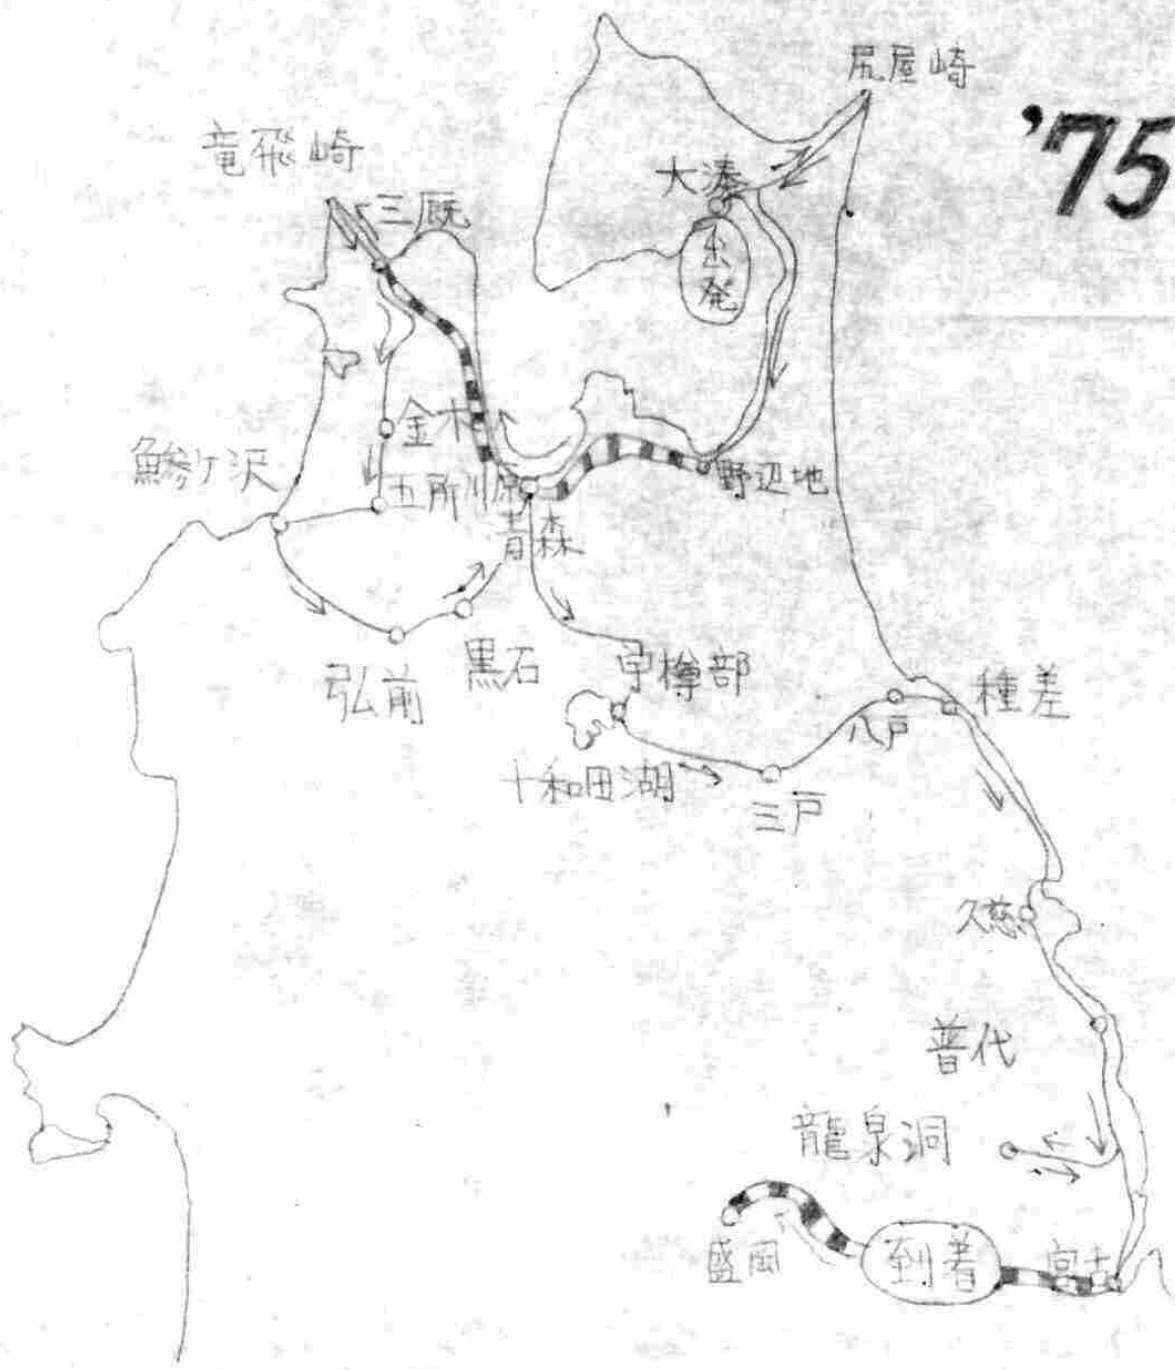 尻屋崎
'75
竜飛崎
大湊
三厩
出発
金木
鰺ヶ沢
五所川原
野辺地
青森
黒石
宇樽部
弘前
種差
八戸
十和田湖
三戸
久慈
普代
龍泉洞
盛岡
到着
宮古